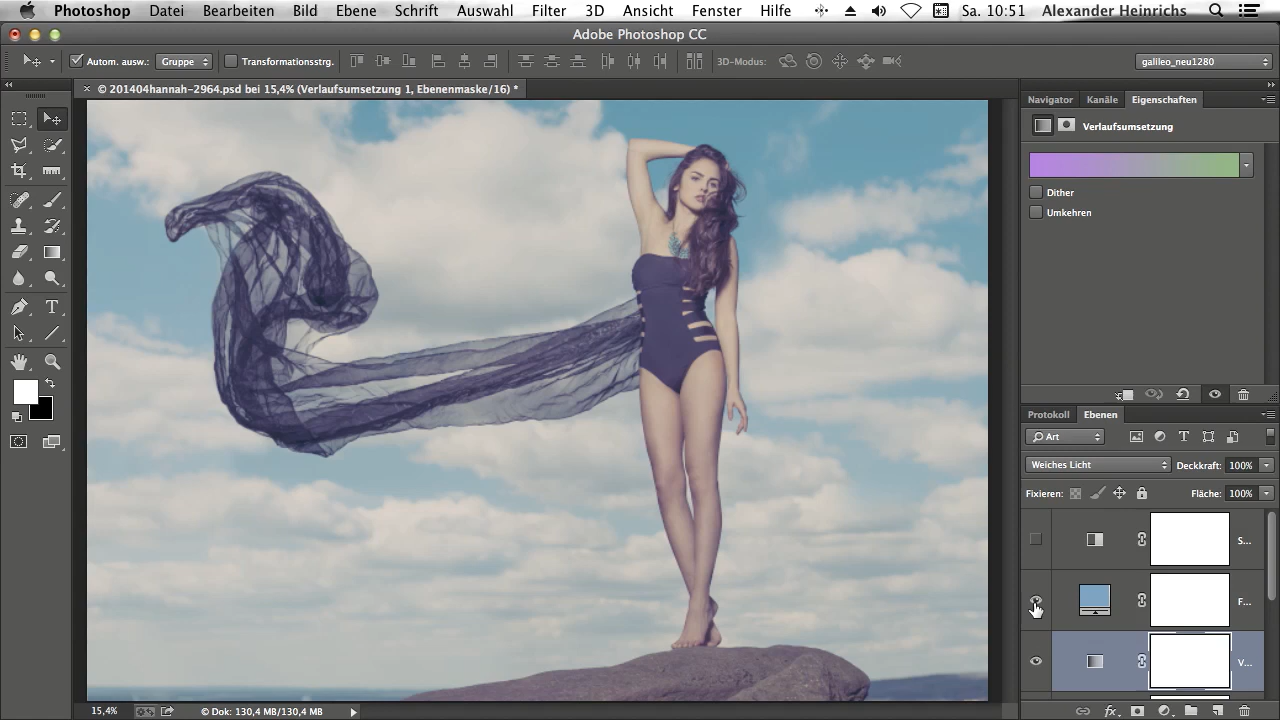 Photoshop Datei Bearbeiten Bild Ebene Schrift Auswahl Filter 3D Ansicht Fenster Hilfe Sa. 10:51 Alexander Heinrichs
Adobe Photoshop CC
Autom. ausw.: Gruppe Transformationsstrg. 3D-Modus: galileo_neu1280
× © 201404hannah-2964.psd bei 15,4% (Verlaufsumsetzung 1, Ebenenmaske/16) *
Navigator Kanäle Eigenschaften
Verlaufsumsetzung
Dither
Umkehren
Protokoll Ebenen
Art
Weiches Licht Deckkraft: 100%
Fixieren: Fläche: 100%
S...
F...
V...
15,4% © Dok: 130,4 MB/130,4 MB